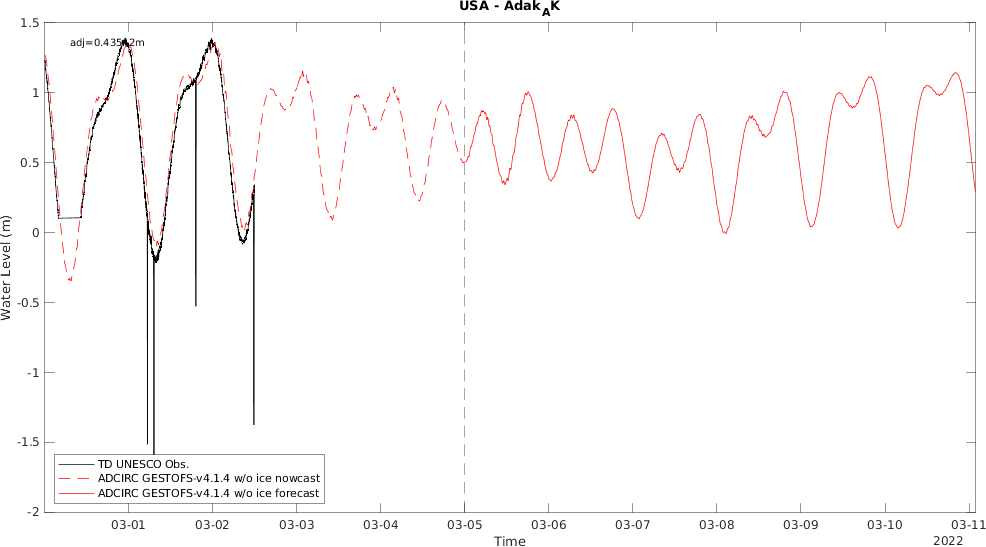 USA - Adak_AK
1.5
1
0.5
0
-0.5
-1
-1.5
-2
Water Level (m)
TD UNESCO Obs.
ADCIRC GESTOFS-v4.1.4 w/o ice nowcast
ADCIRC GESTOFS-v4.1.4 w/o ice forecast
03-01 03-02 03-03 03-04 03-05 03-06 03-07 03-08 03-09 03-10 03-11
Time
2022